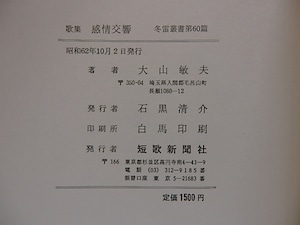 歌集 感情交響 冬雷叢書第60篇
昭和62年10月2日発行
著者 大山敏夫
〒350-04 埼玉県入間郡毛呂山町
長瀬1060-12
発行者 石黒清介
印刷所 白馬印刷
発行者 短歌新聞社
〒166 東京都杉並区高円寺南4-43-9
電話 (03) 312-9185番
振替口座 東京 5-21683番
定価1500円